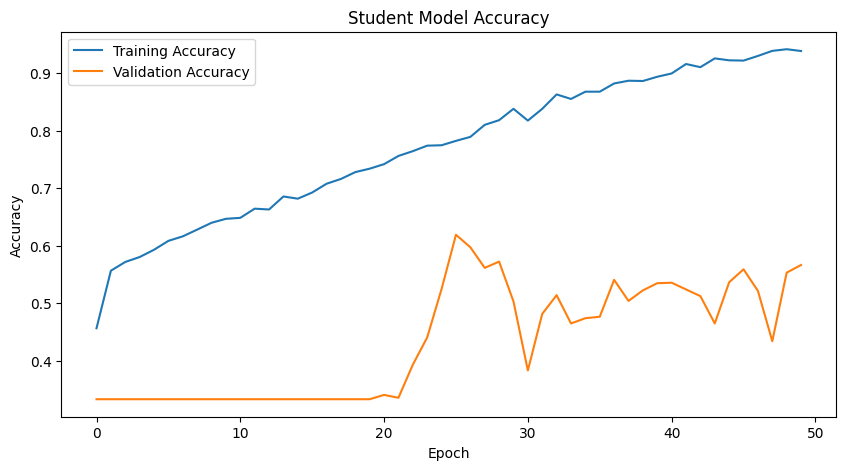 Student Model Accuracy
Training Accuracy
Validation Accuracy
Accuracy
0.9
0.8
0.7
0.6
0.5
0.4
0 10 20 30 40 50
Epoch